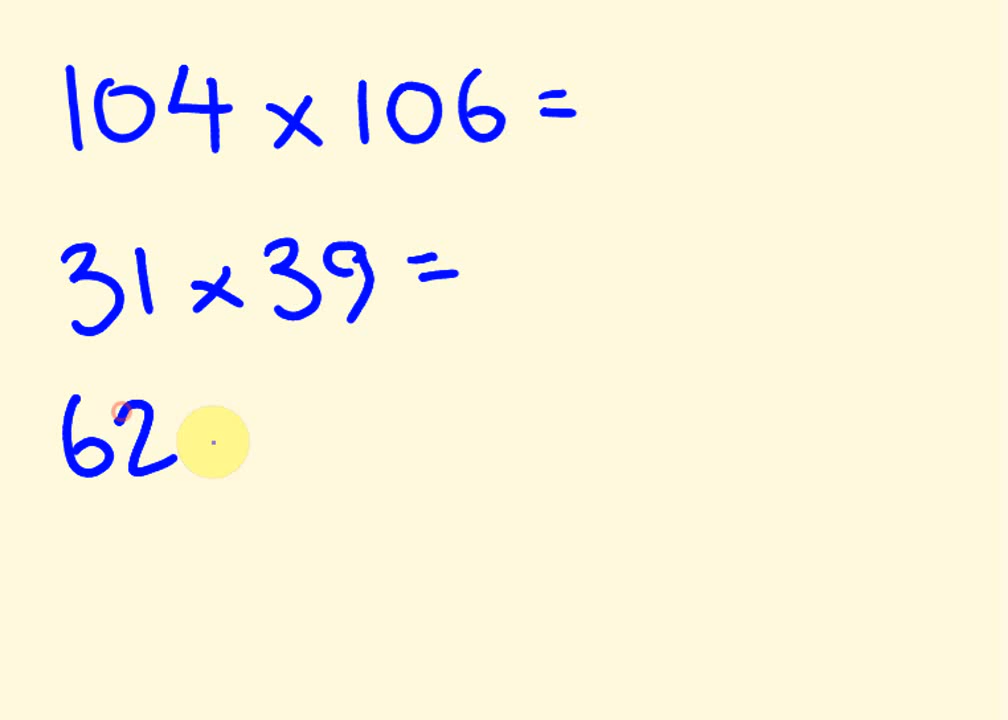 104 x 106 =
31 x 39 =
62